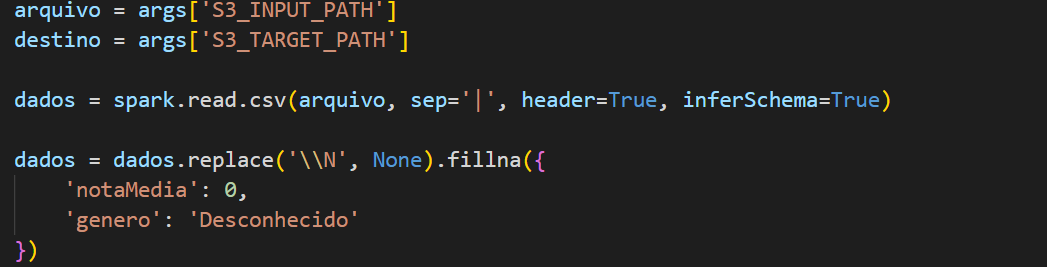 arquivo = args['S3_INPUT_PATH']
destino = args['S3_TARGET_PATH']
dados = spark.read.csv(arquivo, sep='|', header=True, inferSchema=True)
dados = dados.replace('\\N', None).fillna({
    'notaMedia': 0,
    'genero': 'Desconhecido'
})